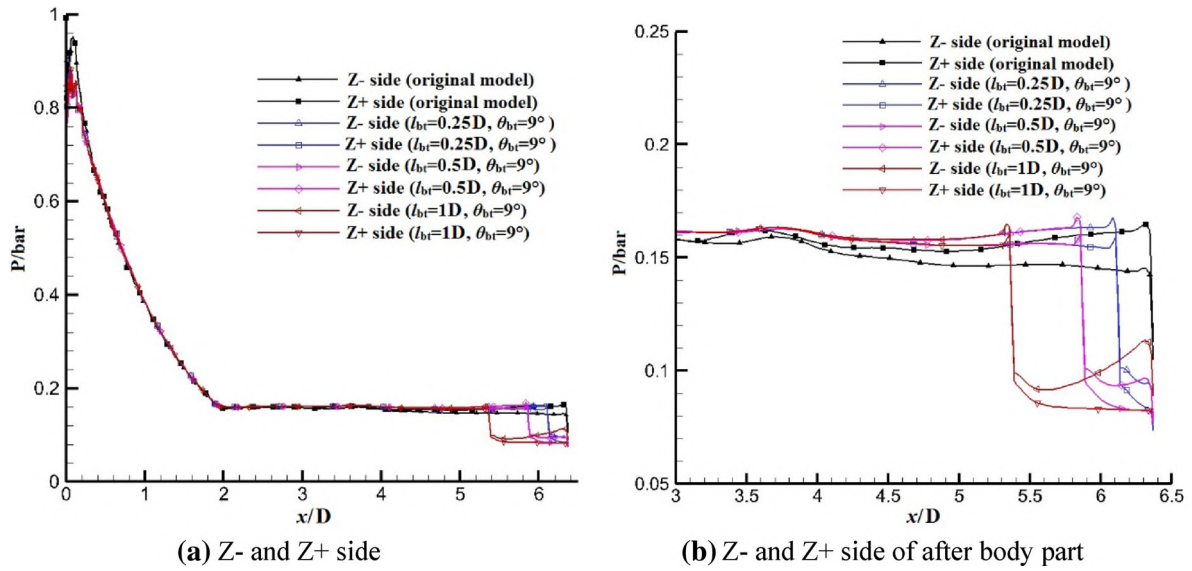 1
0.8
0.6
0.4
0.2
0
P/bar
0
1
2
3
4
5
6
x/D
Z- side (original model)
Z+ side (original model)
Z- side (lbt=0.25D, θbt=9°)
Z+ side (lbt=0.25D, θbt=9°)
Z- side (lbt=0.5D, θbt=9°)
Z+ side (lbt=0.5D, θbt=9°)
Z- side (lbt=1D, θbt=9°)
Z+ side (lbt=1D, θbt=9°)
(a) Z- and Z+ side
0.25
0.2
0.15
0.1
0.05
P/bar
3
3.5
4
4.5
5
5.5
6
6.5
x/D
Z- side (original model)
Z+ side (original model)
Z- side (lbt=0.25D, θbt=9°)
Z+ side (lbt=0.25D, θbt=9°)
Z- side (lbt=0.5D, θbt=9°)
Z+ side (lbt=0.5D, θbt=9°)
Z- side (lbt=1D, θbt=9°)
Z+ side (lbt=1D, θbt=9°)
(b) Z- and Z+ side of after body part